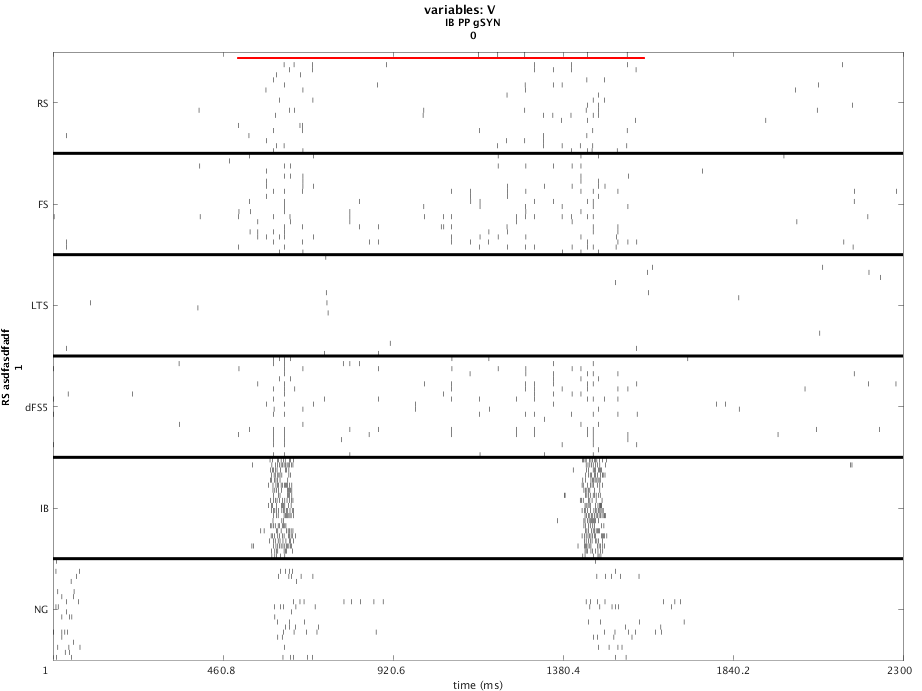 variables: V
IB PP gSYN
0
RS
FS
LTS
dFS5
IB
NG
RS asdfasdfadf
1
1 460.8 920.6 1380.4 1840.2 2300
time (ms)